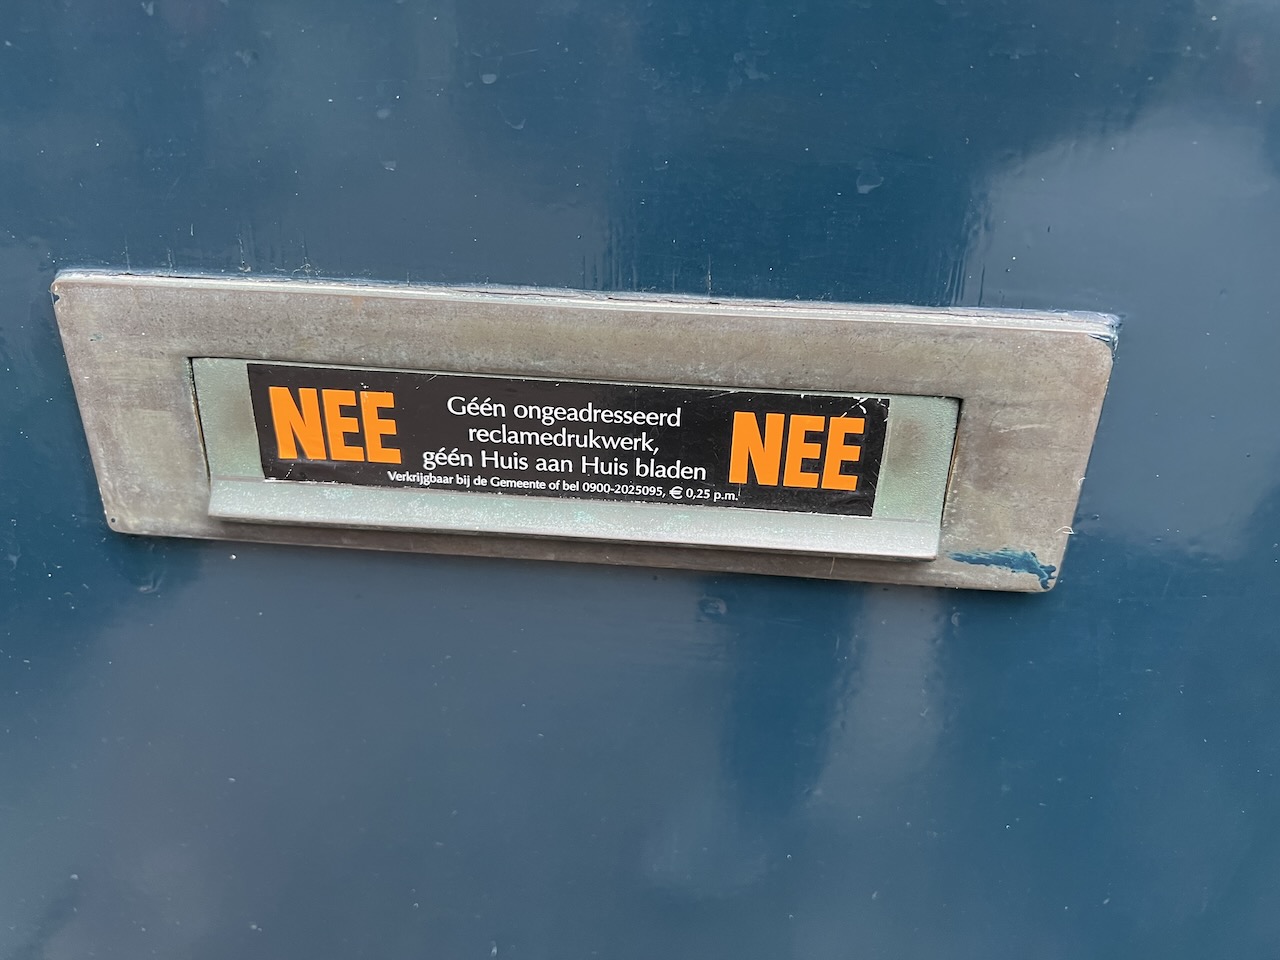 NEE
Géén ongeadresseerd
reclamedrukwerk,
géén Huis aan Huis bladen
NEE
Verkrijgbaar bij de Gemeente of bel 0900-2025095, € 0,25 p.m.